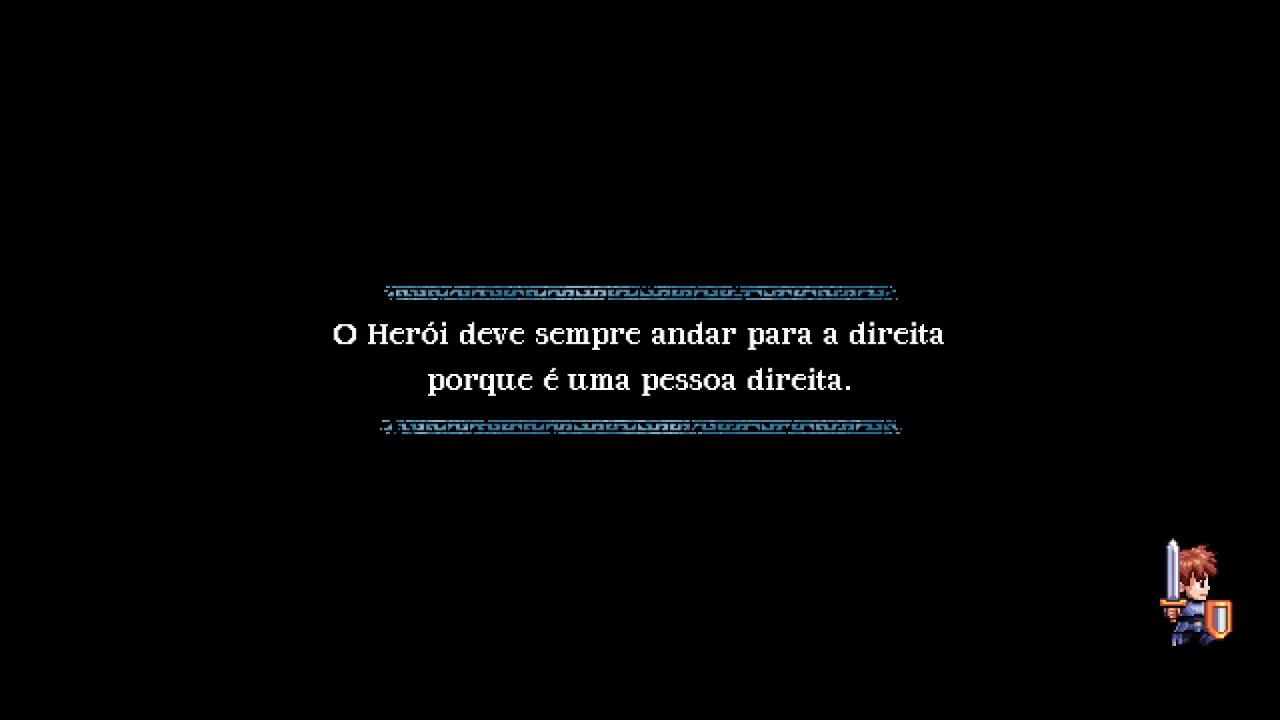 O Herói deve sempre andar para a direita
porque é uma pessoa direita.